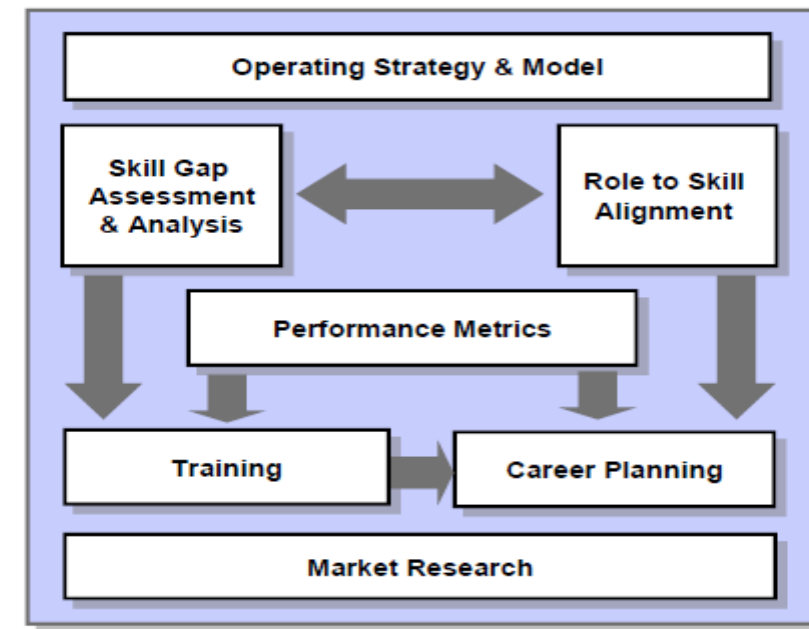 Operating Strategy & Model
Skill Gap
Assessment
& Analysis
Role to Skill
Alignment
Performance Metrics
Training
Career Planning
Market Research